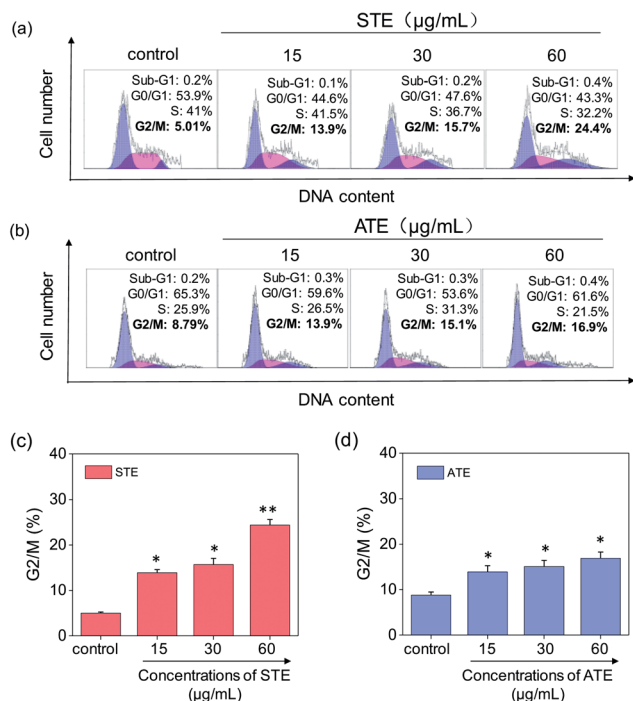 (a)
STE（μg/mL）
control
15
30
60
Cell number
Sub-G1: 0.2%
G0/G1: 53.9%
S: 41%
G2/M: 5.01%
Sub-G1: 0.1%
G0/G1: 44.6%
S: 41.5%
G2/M: 13.9%
Sub-G1: 0.2%
G0/G1: 47.6%
S: 36.7%
G2/M: 15.7%
Sub-G1: 0.4%
G0/G1: 43.3%
S: 32.2%
G2/M: 24.4%
DNA content
(b)
ATE（μg/mL）
control
15
30
60
Cell number
Sub-G1: 0.2%
G0/G1: 65.3%
S: 25.9%
G2/M: 8.79%
Sub-G1: 0.3%
G0/G1: 59.6%
S: 26.5%
G2/M: 13.9%
Sub-G1: 0.3%
G0/G1: 53.6%
S: 31.3%
G2/M: 15.1%
Sub-G1: 0.4%
G0/G1: 61.6%
S: 21.5%
G2/M: 16.9%
DNA content
(c)
G2/M (%)
40
30
20
10
0
STE
*
*
**
control
15
30
60
Concentrations of STE
(μg/mL)
(d)
G2/M (%)
40
30
20
10
0
ATE
*
*
*
control
15
30
60
Concentrations of ATE
(μg/mL)